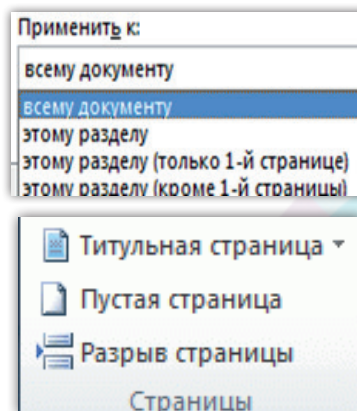 Применить к:
всему документу
всему документу
этому разделу
этому разделу (только 1-й странице)
этому разделу (кроме 1-й страницы)
Титульная страница
Пустая страница
Разрыв страницы
Страницы